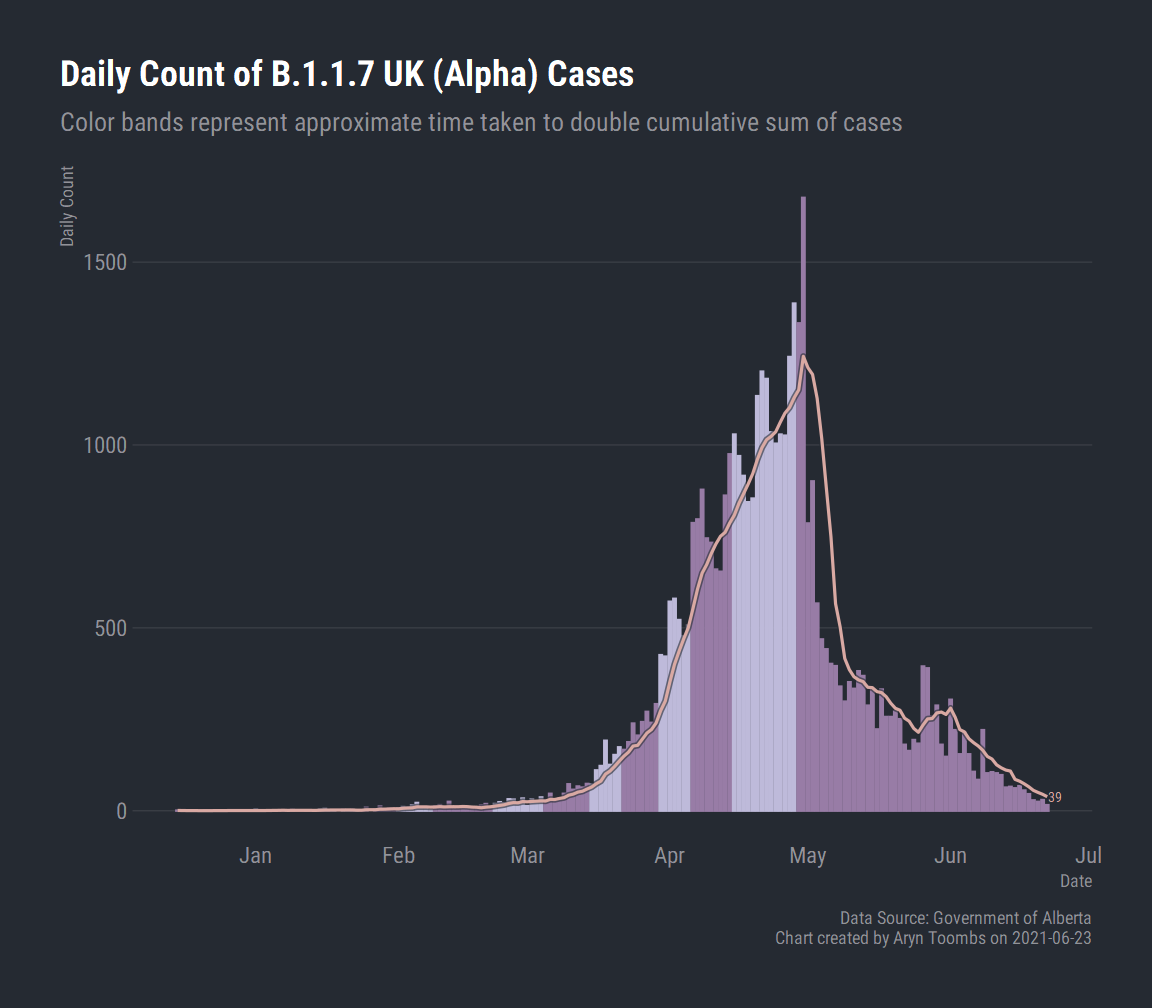 Daily Count of B.1.1.7 UK (Alpha) Cases
Color bands represent approximate time taken to double cumulative sum of cases
Daily Count
1500
1000
500
0
39
Jan Feb Mar Apr May Jun Jul
Date
Data Source: Government of Alberta
Chart created by Aryn Toombs on 2021-06-23